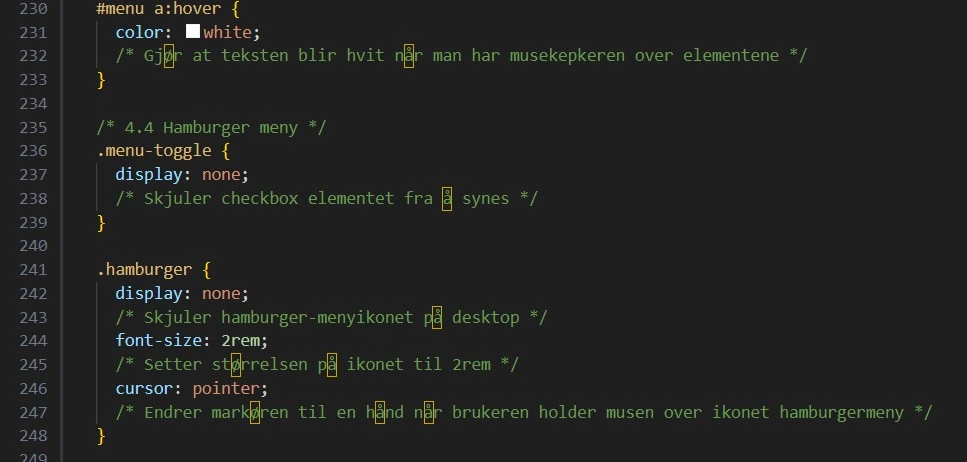 230 #menu a:hover {
231 color: white;
232 /* Gjør at teksten blir hvit når man har musekepkeren over elementene */
233 }
234
235 /* 4.4 Hamburger meny */
236 .menu-toggle {
237 display: none;
238 /* Skjuler checkbox elementet fra å synes */
239 }
240
241 .hamburger {
242 display: none;
243 /* Skjuler hamburger-menyikonet på desktop */
244 font-size: 2rem;
245 /* Setter størrelsen på ikonet til 2rem */
246 cursor: pointer;
247 /* Endrer markøren til en hånd når brukeren holder musen over ikonet hamburgermeny */
248 }
249